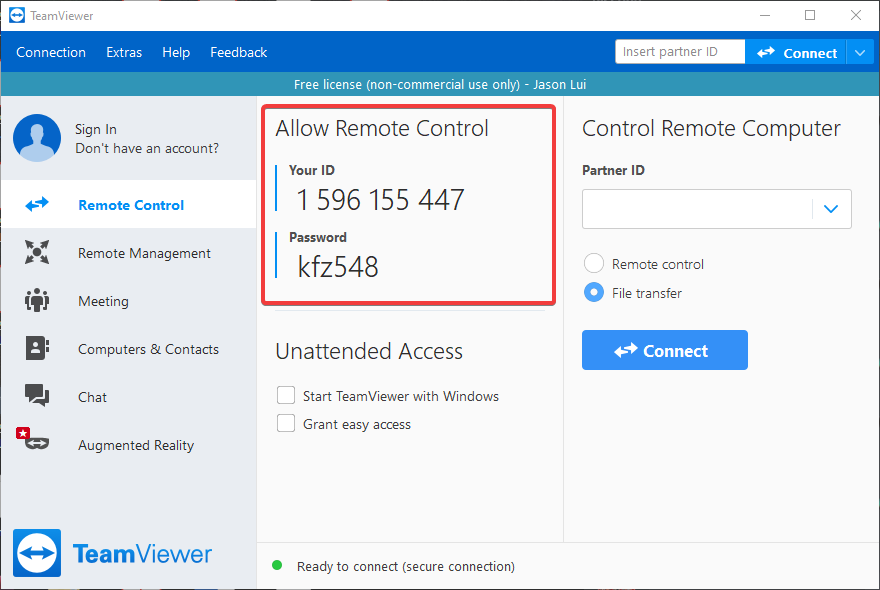 TeamViewer
Connection Extras Help Feedback
Insert partner ID
Connect
Free license (non-commercial use only) - Jason Lui
Sign In
Don't have an account?
Remote Control
Remote Management
Meeting
Computers & Contacts
Chat
Augmented Reality
TeamViewer
Allow Remote Control
Your ID
1 596 155 447
Password
kfz548
Unattended Access
Start TeamViewer with Windows
Grant easy access
Control Remote Computer
Partner ID
Remote control
File transfer
Connect
Ready to connect (secure connection)